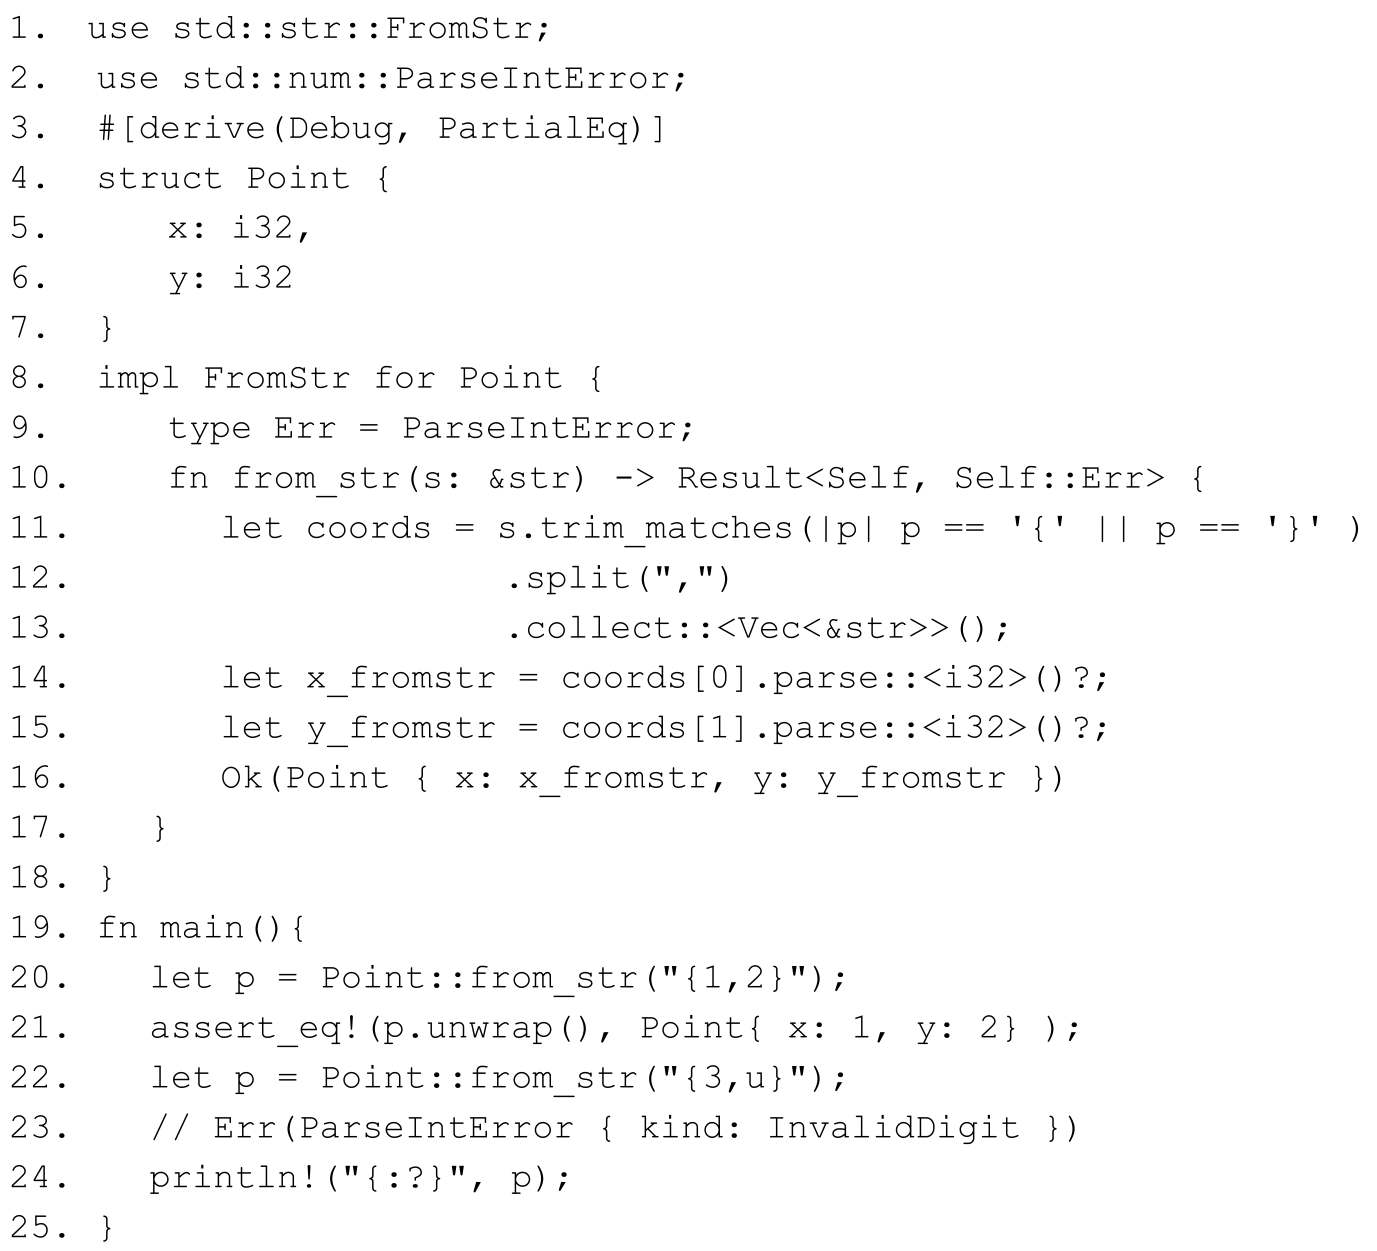 1. use std::str::FromStr;
2. use std::num::ParseIntError;
3. #[derive(Debug, PartialEq)]
4. struct Point {
5. x: i32,
6. y: i32
7. }
8. impl FromStr for Point {
9. type Err = ParseIntError;
10. fn from_str(s: &str) -> Result<Self, Self::Err> {
11. let coords = s.trim_matches(|p| p == '{' || p == '}' )
12. .split(",")
13. .collect::<Vec<&str>>();
14. let x_fromstr = coords[0].parse::<i32>()?;
15. let y_fromstr = coords[1].parse::<i32>()?;
16. Ok(Point { x: x_fromstr, y: y_fromstr })
17. }
18. }
19. fn main(){
20. let p = Point::from_str("{1,2}");
21. assert_eq!(p.unwrap(), Point{ x: 1, y: 2} );
22. let p = Point::from_str("{3,u}");
23. // Err(ParseIntError { kind: InvalidDigit })
24. println!("{:?}", p);
25. }